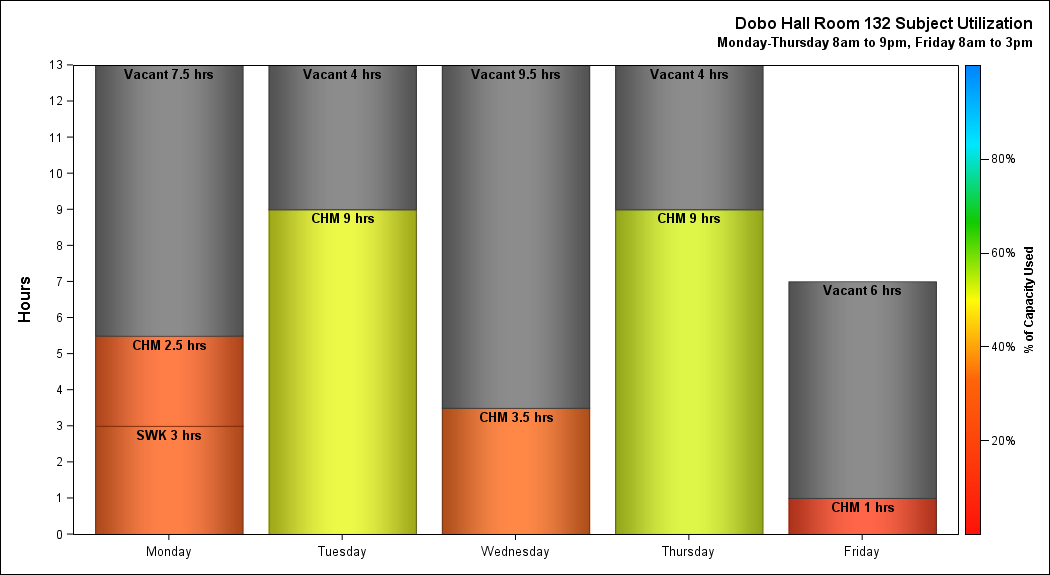 Dobo Hall Room 132 Subject Utilization
Monday-Thursday 8am to 9pm, Friday 8am to 3pm
Hours
13
12
11
10
9
8
7
6
5
4
3
2
1
0
Vacant 7.5 hrs
CHM 2.5 hrs
SWK 3 hrs
Vacant 4 hrs
CHM 9 hrs
Vacant 9.5 hrs
CHM 3.5 hrs
Vacant 4 hrs
CHM 9 hrs
Vacant 6 hrs
CHM 1 hrs
Monday
Tuesday
Wednesday
Thursday
Friday
80%
60%
40%
20%
% of Capacity Used